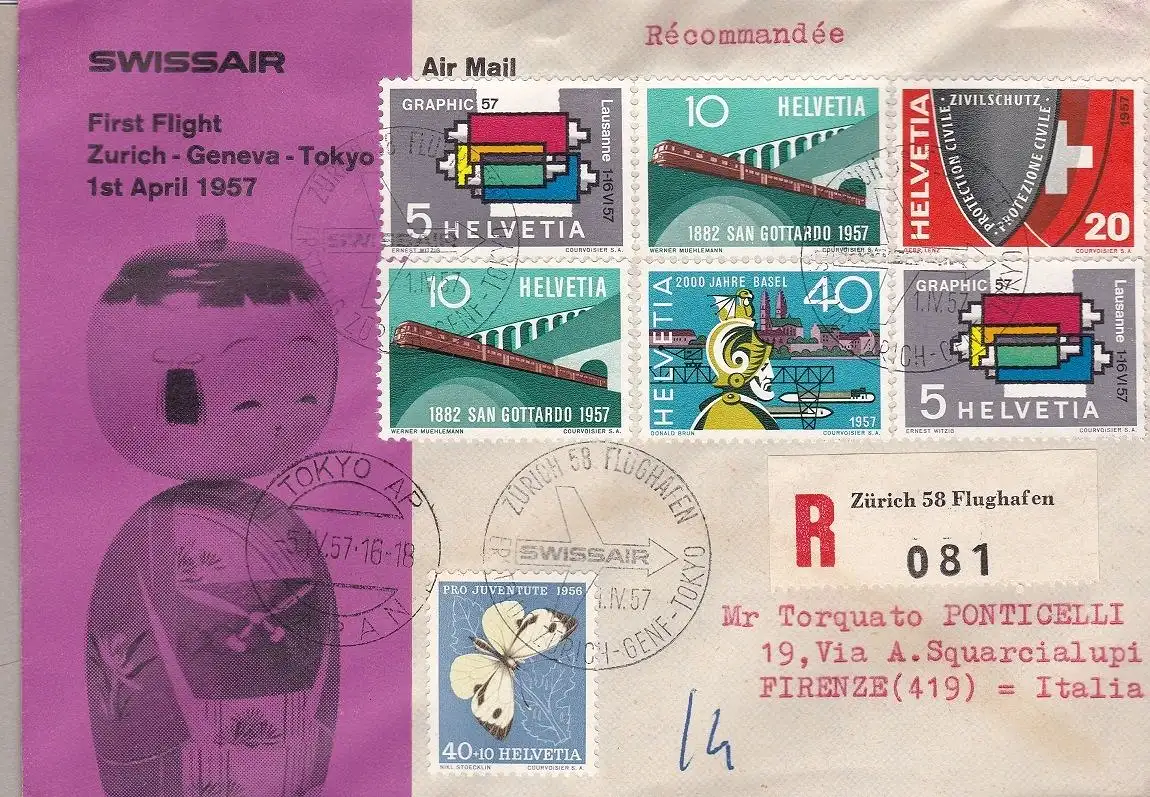 SWISSAIR
First Flight
Zurich - Geneva - Tokyo
1st April 1957
Récommandée
Air Mail
GRAPHIC 57
Lausanne 1-16 VI 57
5 HELVETIA
ERNEST WITZIG
COURVOISIER S.A.
10
HELVETIA
1882 SAN GOTTARDO 1957
WERNER MUEHLEMANN
COURVOISIER S.A.
HELVETIA
· ZIVILSCHUTZ ·
PROTECTION CIVILE
PROTEZIONE CIVILE
1957
20
COURVOISIER S.A.
10
HELVETIA
1882 SAN GOTTARDO 1957
WERNER MUEHLEMANN
COURVOISIER S.A.
HELVETIA
2000 JAHRE BASEL
40
1957
DONALD BRUN
COURVOISIER S.A.
GRAPHIC 57
Lausanne 1-16 VI 57
5 HELVETIA
ERNEST WITZIG
COURVOISIER S.A.
R
Zürich 58 Flughafen
081
TOKYO AP
-3.IV.57.16-18
JAPAN
ZÜRICH 58 FLUGHAFEN
SWISSAIR
1.IV.57
ZÜRICH-GENF-TOKYO
PRO JUVENTUTE 1956
40+10 HELVETIA
NIKL STOECKLIN
COURVOISIER S.A.
Mr Torquato PONTICELLI
19,Via A.Squarcialupi
FIRENZE(419) = Italia
14